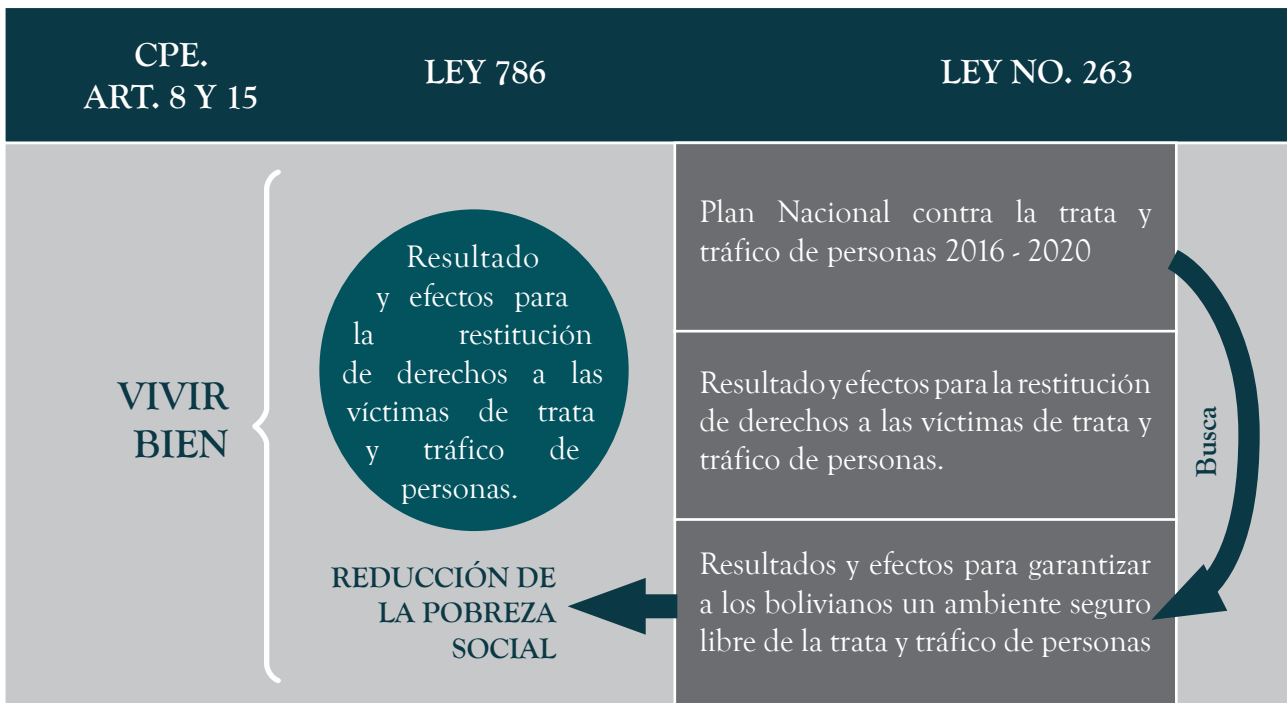 CPE.
ART. 8 Y 15
LEY 786
LEY NO. 263
VIVIR
BIEN
Resultado
y efectos para
la restitución
de derechos a las
víctimas de trata
y tráfico de
personas.
REDUCCIÓN DE
LA POBREZA
SOCIAL
Plan Nacional contra la trata y
tráfico de personas 2016 - 2020
Resultado y efectos para la restitución
de derechos a las víctimas de trata y
tráfico de personas.
Resultados y efectos para garantizar
a los bolivianos un ambiente seguro
libre de la trata y tráfico de personas
Busca